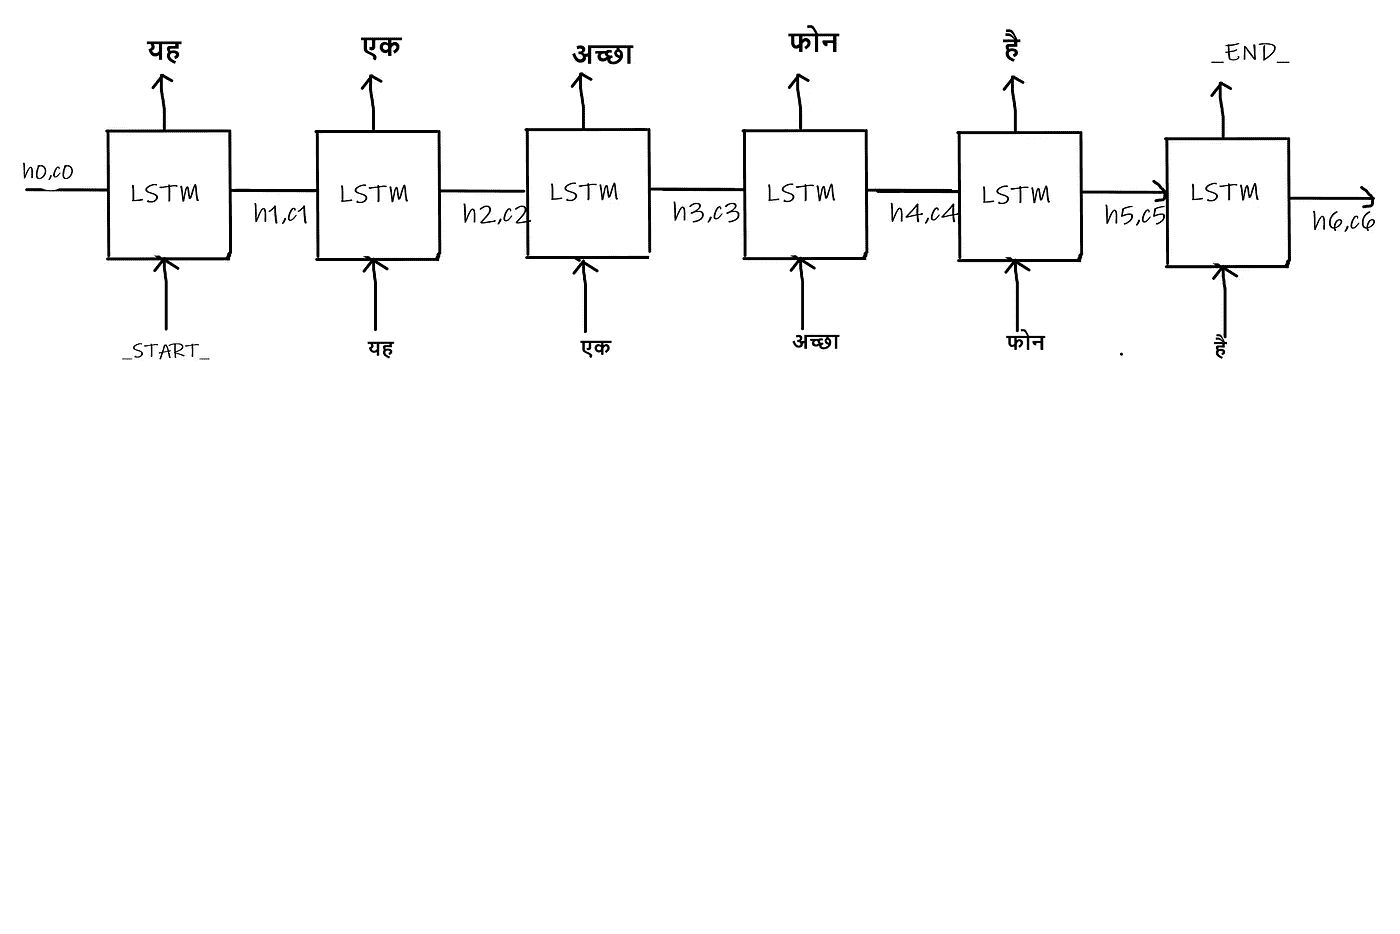 यह एक अच्छा फोन है _END_
h0,c0 LSTM LSTM LSTM LSTM LSTM LSTM
h1,c1 h2,c2 h3,c3 h4,c4 h5,c5 h6,c6
_START_ यह एक अच्छा फोन है